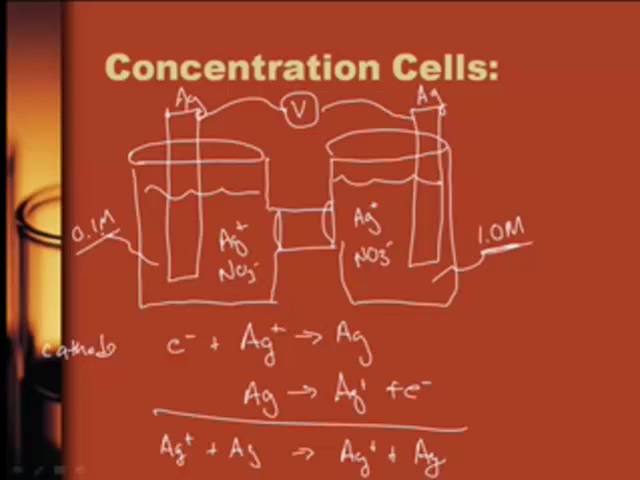 Concentration Cells:
Ag V Ag
0.1M Ag⁺ Ag⁺ 1.0M
NO₃⁻ NO₃⁻
cathode e⁻ + Ag⁺ → Ag
Ag → Ag⁺ + e⁻
Ag⁺ + Ag → Ag⁺ + Ag